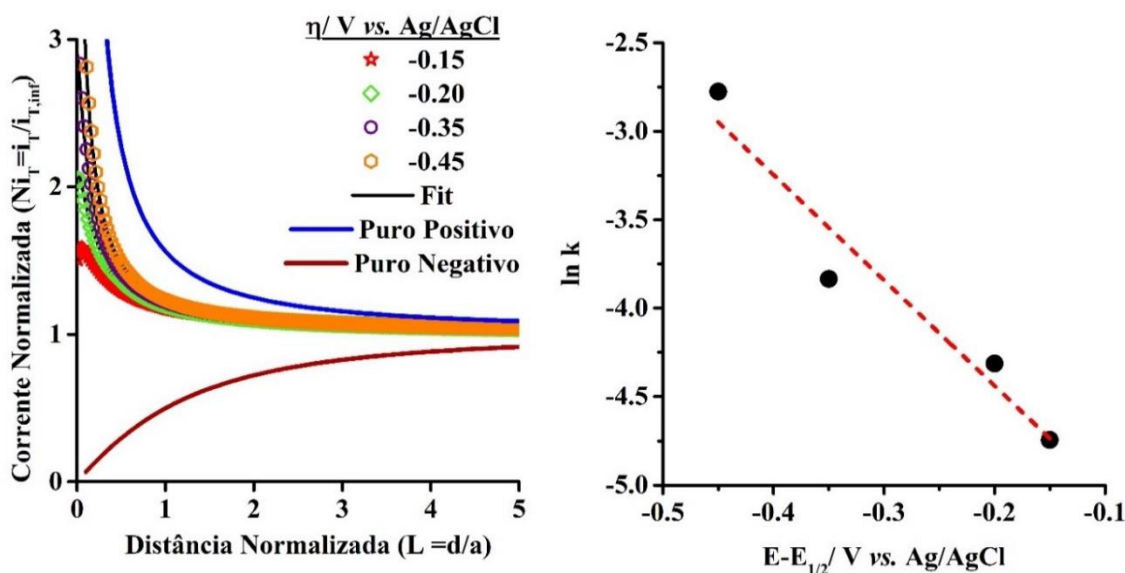 η/ V vs. Ag/AgCl
-0.15
-0.20
-0.35
-0.45
Fit
Puro Positivo
Puro Negativo
Corrente Normalizada (Ni_T=i_T/i_T,inf)
3
2
1
0
0 1 2 3 4 5
Distância Normalizada (L =d/a)
ln k
-2.5
-3.0
-3.5
-4.0
-4.5
-5.0
-0.5 -0.4 -0.3 -0.2 -0.1
E-E_1/2/ V vs. Ag/AgCl